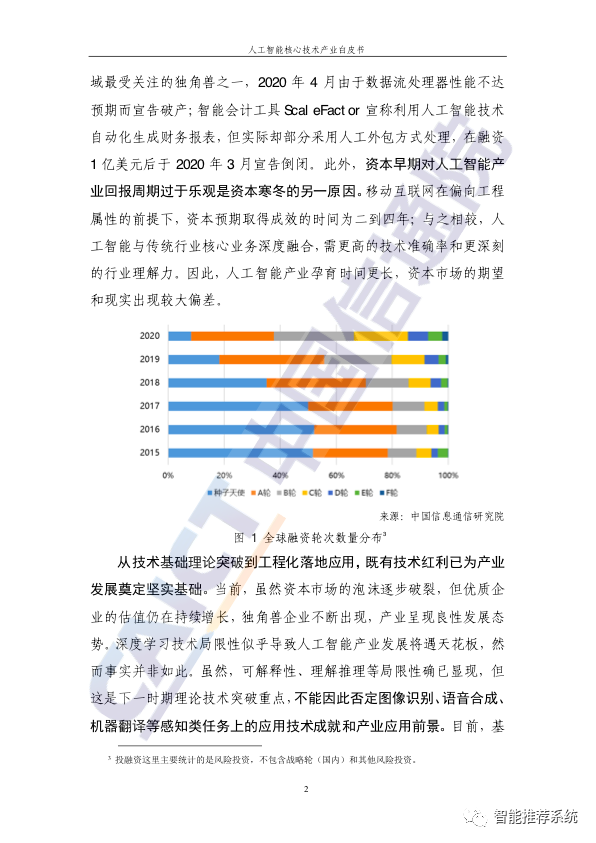 人工智能核心技术产业白皮书
域最受关注的独角兽之一，2020 年 4 月由于数据流处理器性能不达
预期而宣告破产；智能会计工具 ScaleFactor 宣称利用人工智能技术
自动化生成财务报表，但实际却部分采用人工外包方式处理，在融资
1 亿美元后于 2020 年 3 月宣告倒闭。此外，资本早期对人工智能产
业回报周期过于乐观是资本寒冬的另一原因。移动互联网在偏向工程
属性的前提下，资本预期取得成效的时间为二到四年；与之相较，人
工智能与传统行业核心业务深度融合，需更高的技术准确率和更深刻
的行业理解力。因此，人工智能产业孕育时间更长，资本市场的期望
和现实出现较大偏差。
2020
2019
2018
2017
2016
2015
0% 20% 40% 60% 80% 100%
种子天使 A轮 B轮 C轮 D轮 E轮 F轮
来源：中国信息通信研究院
图 1 全球融资轮次数量分布3
从技术基础理论突破到工程化落地应用，既有技术红利已为产业
发展奠定坚实基础。当前，虽然资本市场的泡沫逐步破裂，但优质企
业的估值仍在持续增长，独角兽企业不断出现，产业呈现良性发展态
势。深度学习技术局限性似乎导致人工智能产业发展将遇天花板，然
而事实并非如此。虽然，可解释性、理解推理等局限性确已显现，但
这是下一时期理论技术突破重点，不能因此否定图像识别、语音合成、
机器翻译等感知类任务上的应用技术成就和产业应用前景。目前，基
3 投融资这里主要统计的是风险投资，不包含战略轮（国内）和其他风险投资。
2
CAICT 中国信通院
智能推荐系统